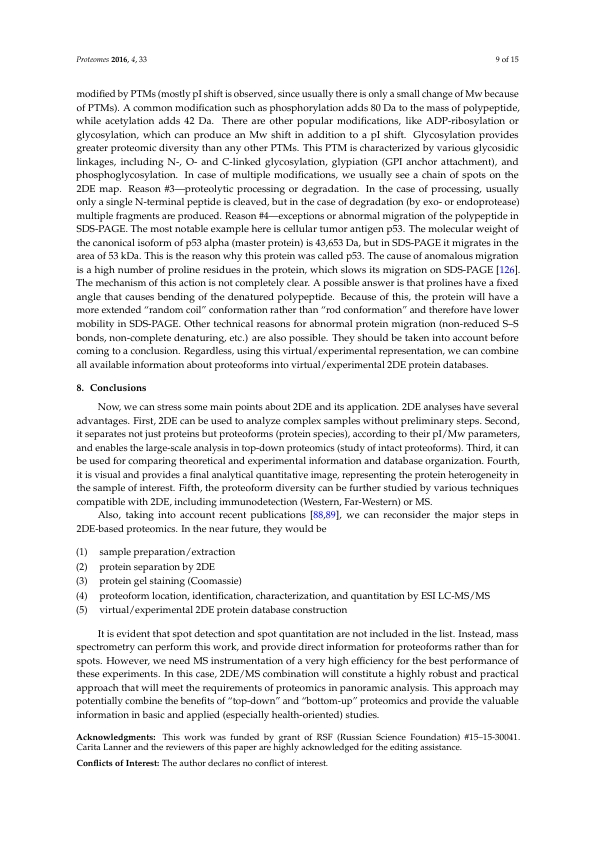 Proteomes 2016, 4, 33
9 of 15
modified by PTMs (mostly pI shift is observed, since usually there is only a small change of Mw because
of PTMs). A common modification such as phosphorylation adds 80 Da to the mass of polypeptide,
while acetylation adds 42 Da. There are other popular modifications, like ADP-ribosylation or
glycosylation, which can produce an Mw shift in addition to a pI shift. Glycosylation provides
greater proteomic diversity than any other PTMs. This PTM is characterized by various glycosidic
linkages, including N-, O- and C-linked glycosylation, glypiation (GPI anchor attachment), and
phosphoglycosylation. In case of multiple modifications, we usually see a chain of spots on the
2DE map. Reason #3—proteolytic processing or degradation. In the case of processing, usually
only a single N-terminal peptide is cleaved, but in the case of degradation (by exo- or endoprotease)
multiple fragments are produced. Reason #4—exceptions or abnormal migration of the polypeptide in
SDS-PAGE. The most notable example here is cellular tumor antigen p53. The molecular weight of
the canonical isoform of p53 alpha (master protein) is 43,653 Da, but in SDS-PAGE it migrates in the
area of 53 kDa. This is the reason why this protein was called p53. The cause of anomalous migration
is a high number of proline residues in the protein, which slows its migration on SDS-PAGE [126].
The mechanism of this action is not completely clear. A possible answer is that prolines have a fixed
angle that causes bending of the denatured polypeptide. Because of this, the protein will have a
more extended “random coil” conformation rather than “rod conformation” and therefore have lower
mobility in SDS-PAGE. Other technical reasons for abnormal protein migration (non-reduced S–S
bonds, non-complete denaturing, etc.) are also possible. They should be taken into account before
coming to a conclusion. Regardless, using this virtual/experimental representation, we can combine
all available information about proteoforms into virtual/experimental 2DE protein databases.
8. Conclusions
Now, we can stress some main points about 2DE and its application. 2DE analyses have several
advantages. First, 2DE can be used to analyze complex samples without preliminary steps. Second,
it separates not just proteins but proteoforms (protein species), according to their pI/Mw parameters,
and enables the large-scale analysis in top-down proteomics (study of intact proteoforms). Third, it can
be used for comparing theoretical and experimental information and database organization. Fourth,
it is visual and provides a final analytical quantitative image, representing the protein heterogeneity in
the sample of interest. Fifth, the proteoform diversity can be further studied by various techniques
compatible with 2DE, including immunodetection (Western, Far-Western) or MS.
Also, taking into account recent publications [88,89], we can reconsider the major steps in
2DE-based proteomics. In the near future, they would be
(1) sample preparation/extraction
(2) protein separation by 2DE
(3) protein gel staining (Coomassie)
(4) proteoform location, identification, characterization, and quantitation by ESI LC-MS/MS
(5) virtual/experimental 2DE protein database construction
It is evident that spot detection and spot quantitation are not included in the list. Instead, mass
spectrometry can perform this work, and provide direct information for proteoforms rather than for
spots. However, we need MS instrumentation of a very high efficiency for the best performance of
these experiments. In this case, 2DE/MS combination will constitute a highly robust and practical
approach that will meet the requirements of proteomics in panoramic analysis. This approach may
potentially combine the benefits of “top-down” and “bottom-up” proteomics and provide the valuable
information in basic and applied (especially health-oriented) studies.
Acknowledgments: This work was funded by grant of RSF (Russian Science Foundation) #15–15-30041.
Carita Lanner and the reviewers of this paper are highly acknowledged for the editing assistance.
Conflicts of Interest: The author declares no conflict of interest.